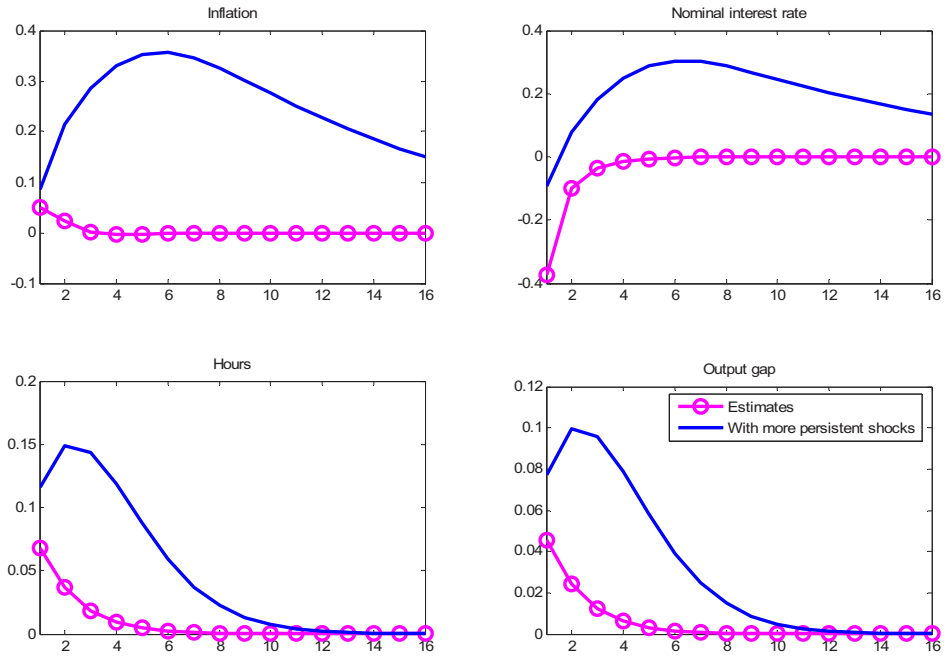 Inflation
0.4
0.3
0.2
0.1
0
-0.1
2 4 6 8 10 12 14 16
Nominal interest rate
0.4
0.2
0
-0.2
-0.4
2 4 6 8 10 12 14 16
Hours
0.2
0.15
0.1
0.05
0
2 4 6 8 10 12 14 16
Output gap
0.12
0.1
0.08
0.06
0.04
0.02
0
2 4 6 8 10 12 14 16
Estimates
With more persistent shocks